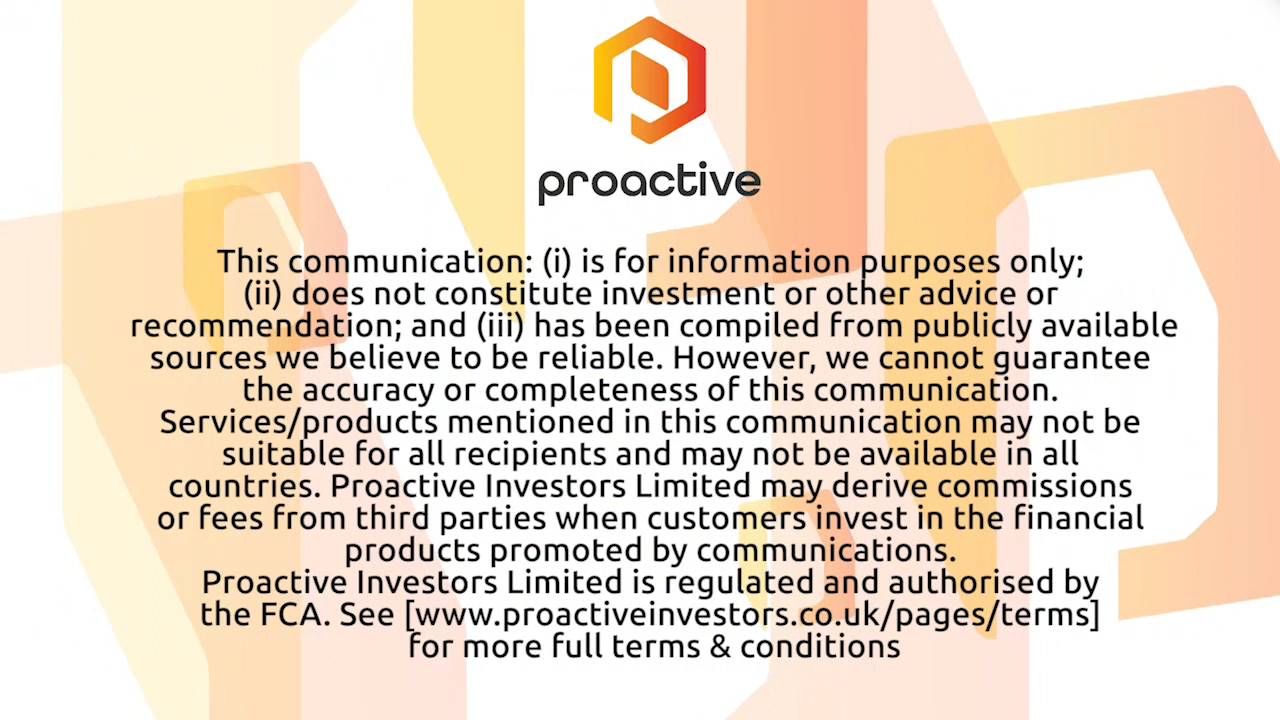 proactive
This communication: (i) is for information purposes only;
(ii) does not constitute investment or other advice or
recommendation; and (iii) has been compiled from publicly available
sources we believe to be reliable. However, we cannot guarantee
the accuracy or completeness of this communication.
Services/products mentioned in this communication may not be
suitable for all recipients and may not be available in all
countries. Proactive Investors Limited may derive commissions
or fees from third parties when customers invest in the financial
products promoted by communications.
Proactive Investors Limited is regulated and authorised by
the FCA. See [www.proactiveinvestors.co.uk/pages/terms]
for more full terms & conditions